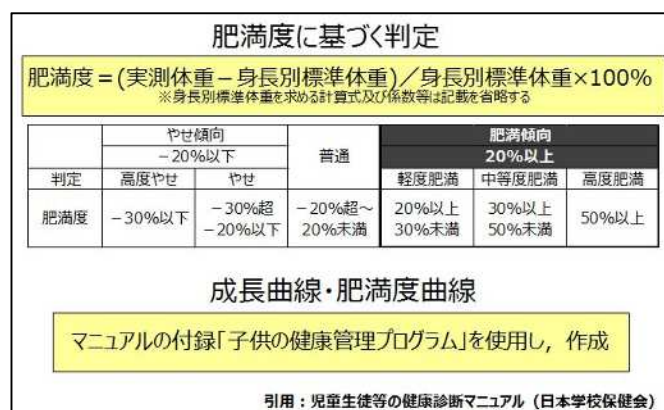 肥満度に基づく判定
肥満度=(実測体重-身長別標準体重)/身長別標準体重×100%
※身長別標準体重を求める計算式及び係数等は記載を省略する
やせ傾向 普通 肥満傾向
-20%以下 20%以上
判定 高度やせ やせ 軽度肥満 中等度肥満 高度肥満
肥満度 -30%以下 -30%超 -20%以下 -20%超~ 20%未満 20%以上 30%未満 30%以上 50%未満 50%以上
成長曲線・肥満度曲線
マニュアルの付録「子供の健康管理プログラム」を使用し,作成
引用:児童生徒等の健康診断マニュアル(日本学校保健会)